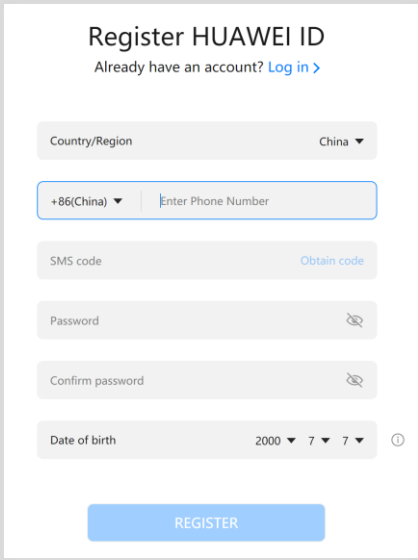 Register HUAWEI ID
Already have an account? Log in >
Country/Region China
+86(China) Enter Phone Number
SMS code Obtain code
Password
Confirm password
Date of birth 2000 7 7
REGISTER